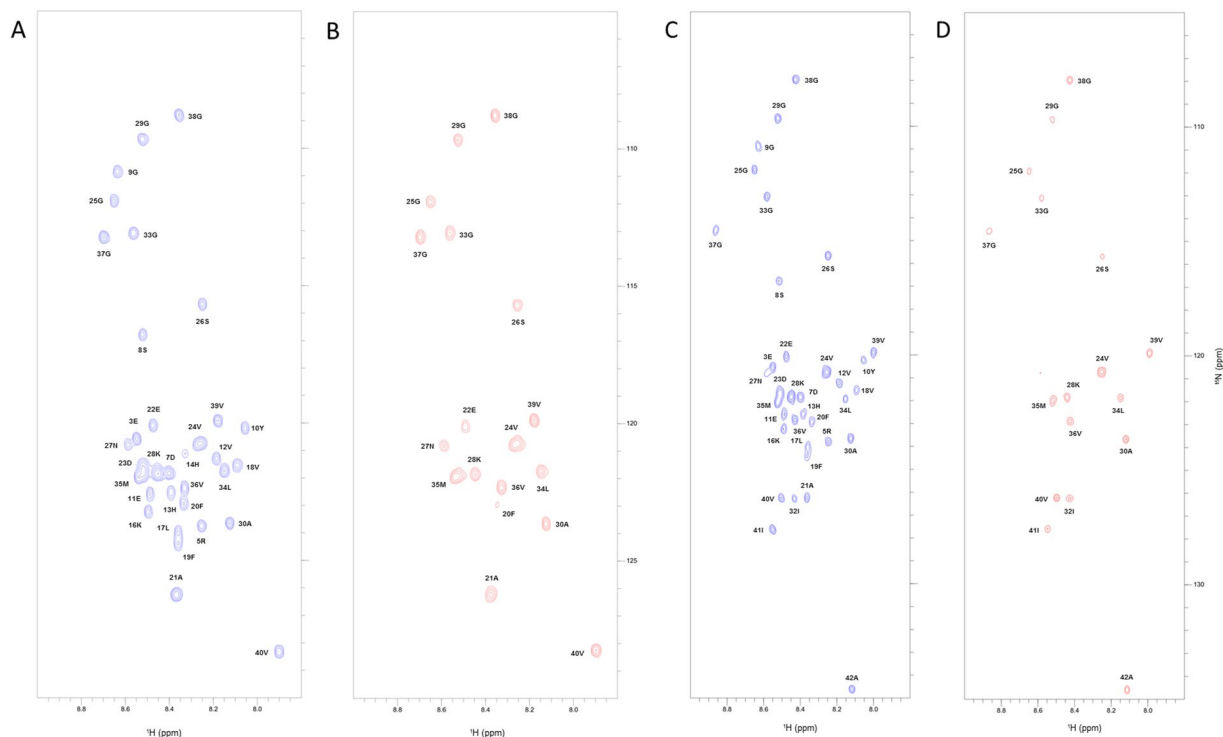 A
38G
29G
9G
25G
33G
37G
26S
8S
39V
22E
10Y
3E
24V
12V
27N
28K
7D
14H
23D
18V
35M
36V
34L
11E
13H
20F
16K
17L
5R
30A
19F
21A
40V
8.6
8.4
8.2
8.0
¹H (ppm)
110
115
120
125
B
38G
29G
25G
33G
37G
26S
39V
22E
24V
27N
28K
35M
36V
34L
20F
30A
21A
40V
8.6
8.4
8.2
8.0
¹H (ppm)
110
115
120
125
C
38G
29G
9G
25G
33G
37G
26S
8S
39V
22E
3E
24V
10Y
12V
27N
23D
28K
7D
18V
35M
13H
34L
11E
20F
36V
5R
16K
17L
30A
19F
21A
40V
32I
41I
42A
8.8
8.6
8.4
8.2
8.0
¹H (ppm)
D
38G
29G
25G
33G
37G
26S
39V
24V
28K
35M
34L
36V
30A
40V
32I
41I
42A
8.8
8.6
8.4
8.2
8.0
¹H (ppm)
110
115
120
125
130
¹⁵N (ppm)